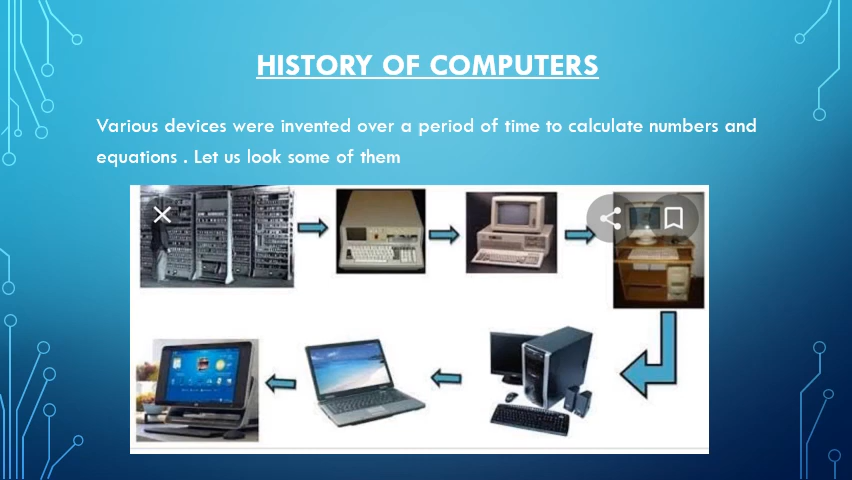 HISTORY OF COMPUTERS
Various devices were invented over a period of time to calculate numbers and
equations . Let us look some of them